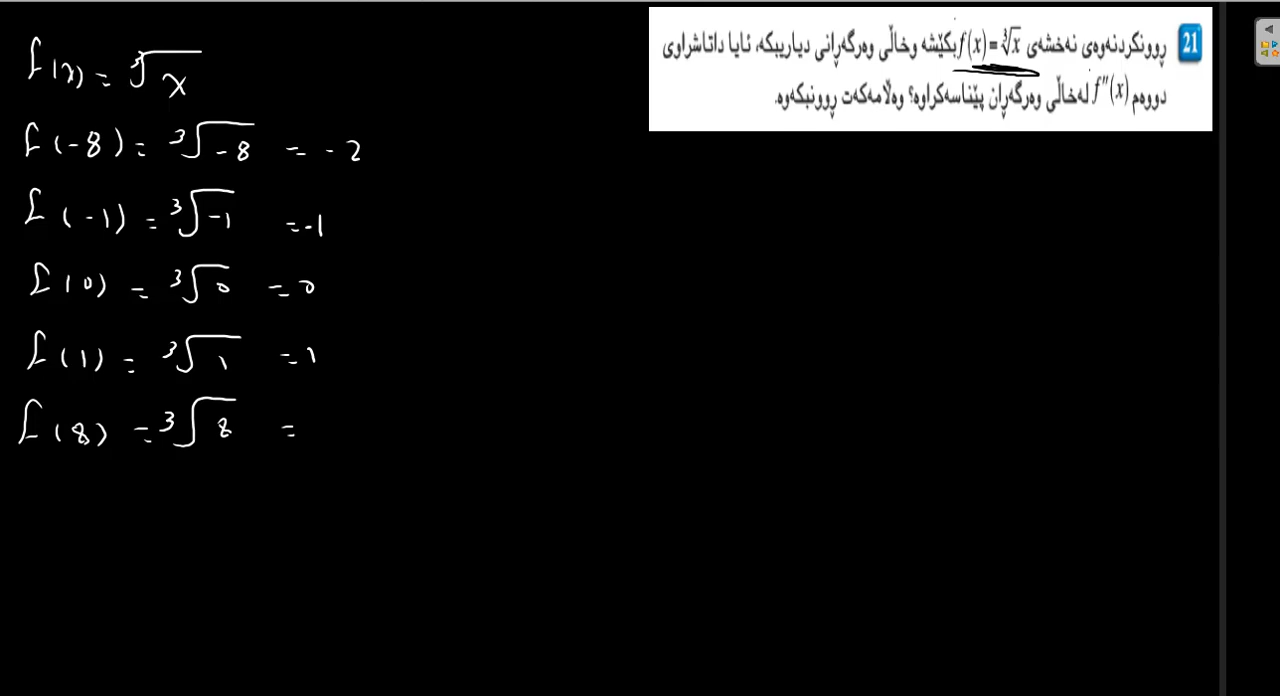 21 ڕوونکردنەوەی نەخشەی f(x) = ∛x بکێشە وخاڵی وەرگەڕانی دیاریبکە، ئایا داتاشراوی
دووەم f″(x) لەخاڵی وەرگەڕان پێناسەکراوە؟ وەڵامەکەت ڕوونبکەوە.
f(x) = ∛x
f(-8) = ∛-8 = -2
f(-1) = ∛-1 = -1
f(0) = ∛0 = 0
f(1) = ∛1 = 1
f(8) = ∛8 =